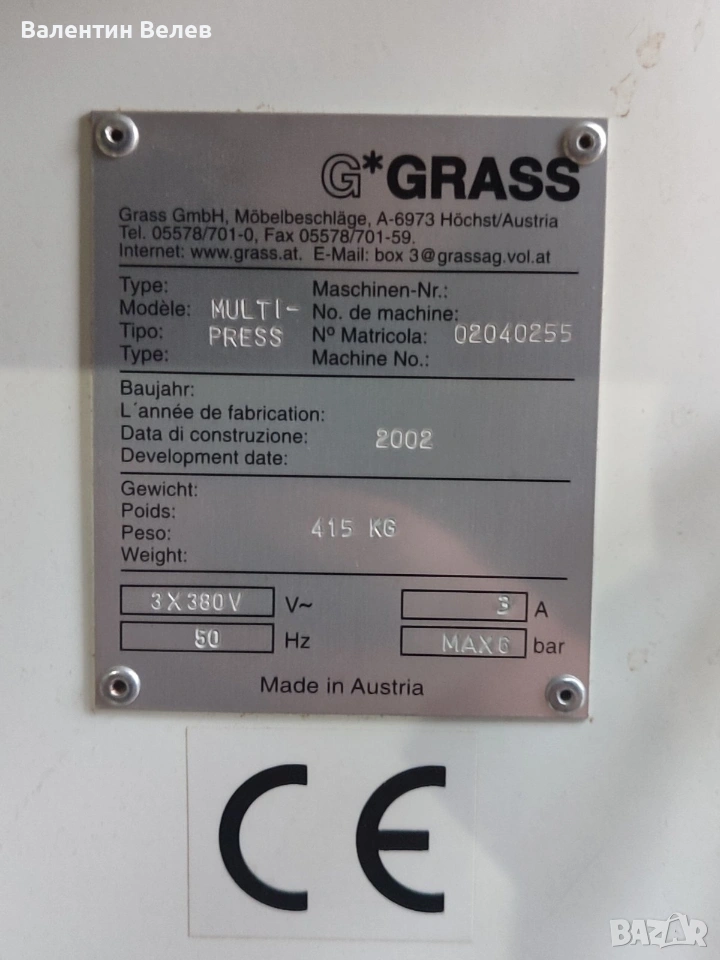 Валентин Велев
G*GRASS
Grass GmbH, Möbelbeschläge, A-6973 Höchst/Austria
Tel. 05578/701-0, Fax 05578/701-59.
Internet: www.grass.at. E-Mail: box 3@grassag.vol.at
Type: Maschinen-Nr.:
Modèle: MULTI- No. de machine:
Tipo: PRESS Nº Matricola: 02040255
Type: Machine No.:
Baujahr:
L´année de fabrication:
Data di construzione: 2002
Development date:
Gewicht:
Poids:
Peso: 415 KG
Weight:
3X380V V~ 3 A
50 Hz MAX6 bar
Made in Austria
CE
BAZAR